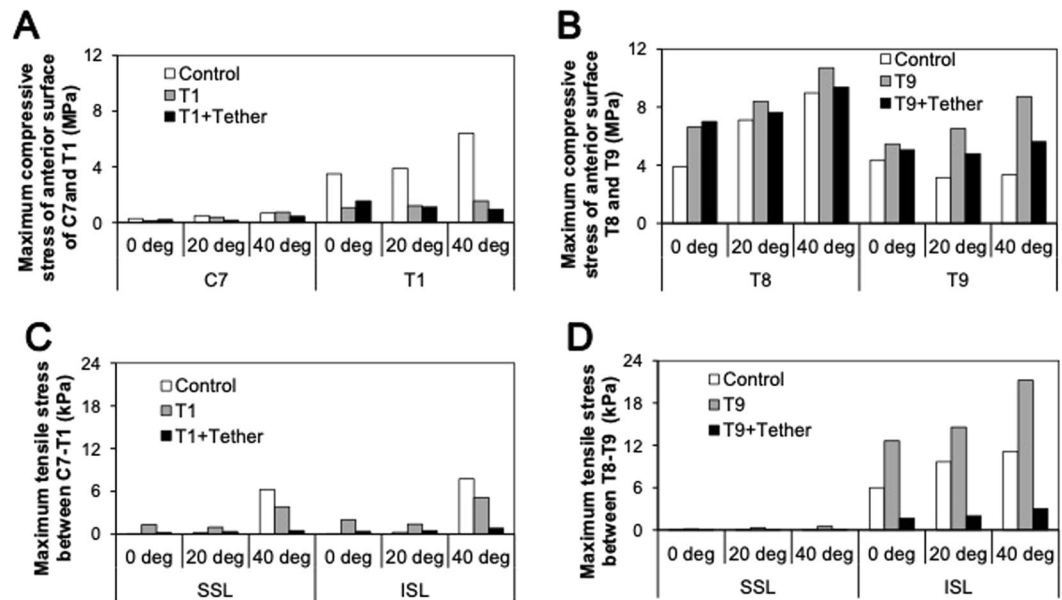 A
Maximum compressive
stress of anterior surface
of C7and T1 (MPa)
12
8
4
0
Control
T1
T1+Tether
0 deg 20 deg 40 deg 0 deg 20 deg 40 deg
C7 T1
B
Maximum compressive
stress of anterior surface
T8 and T9 (MPa)
12
8
4
0
Control
T9
T9+Tether
0 deg 20 deg 40 deg 0 deg 20 deg 40 deg
T8 T9
C
Maximum tensile stress
between C7-T1 (kPa)
24
18
12
6
0
Control
T1
T1+Tether
0 deg 20 deg 40 deg 0 deg 20 deg 40 deg
SSL ISL
D
Maximum tensile stress
between T8-T9 (kPa)
24
18
12
6
0
Control
T9
T9+Tether
0 deg 20 deg 40 deg 0 deg 20 deg 40 deg
SSL ISL